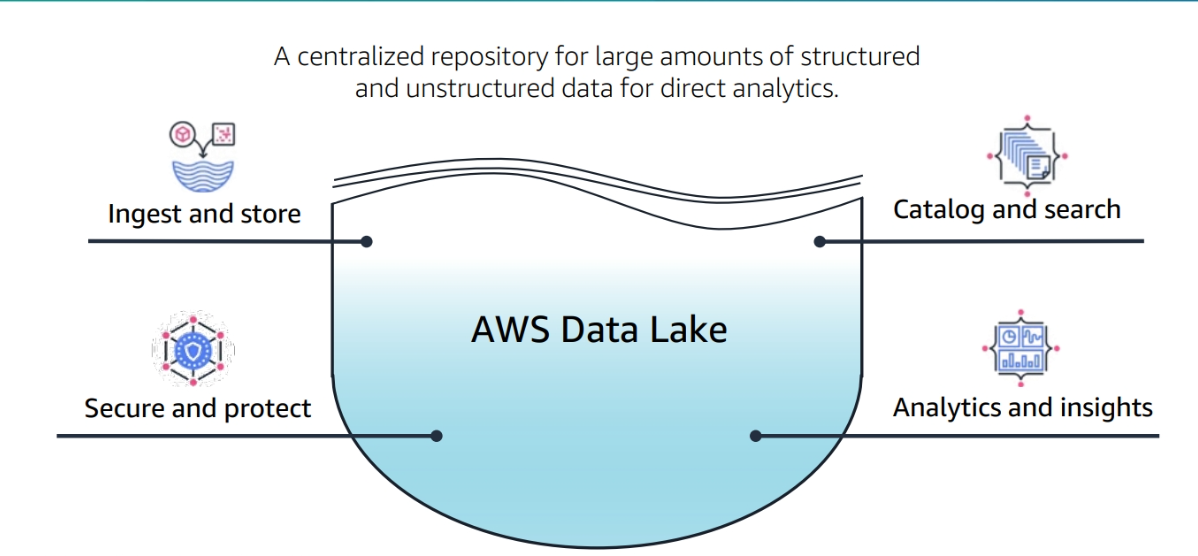 A centralized repository for large amounts of structured
and unstructured data for direct analytics.
Ingest and store
Catalog and search
AWS Data Lake
Secure and protect
Analytics and insights